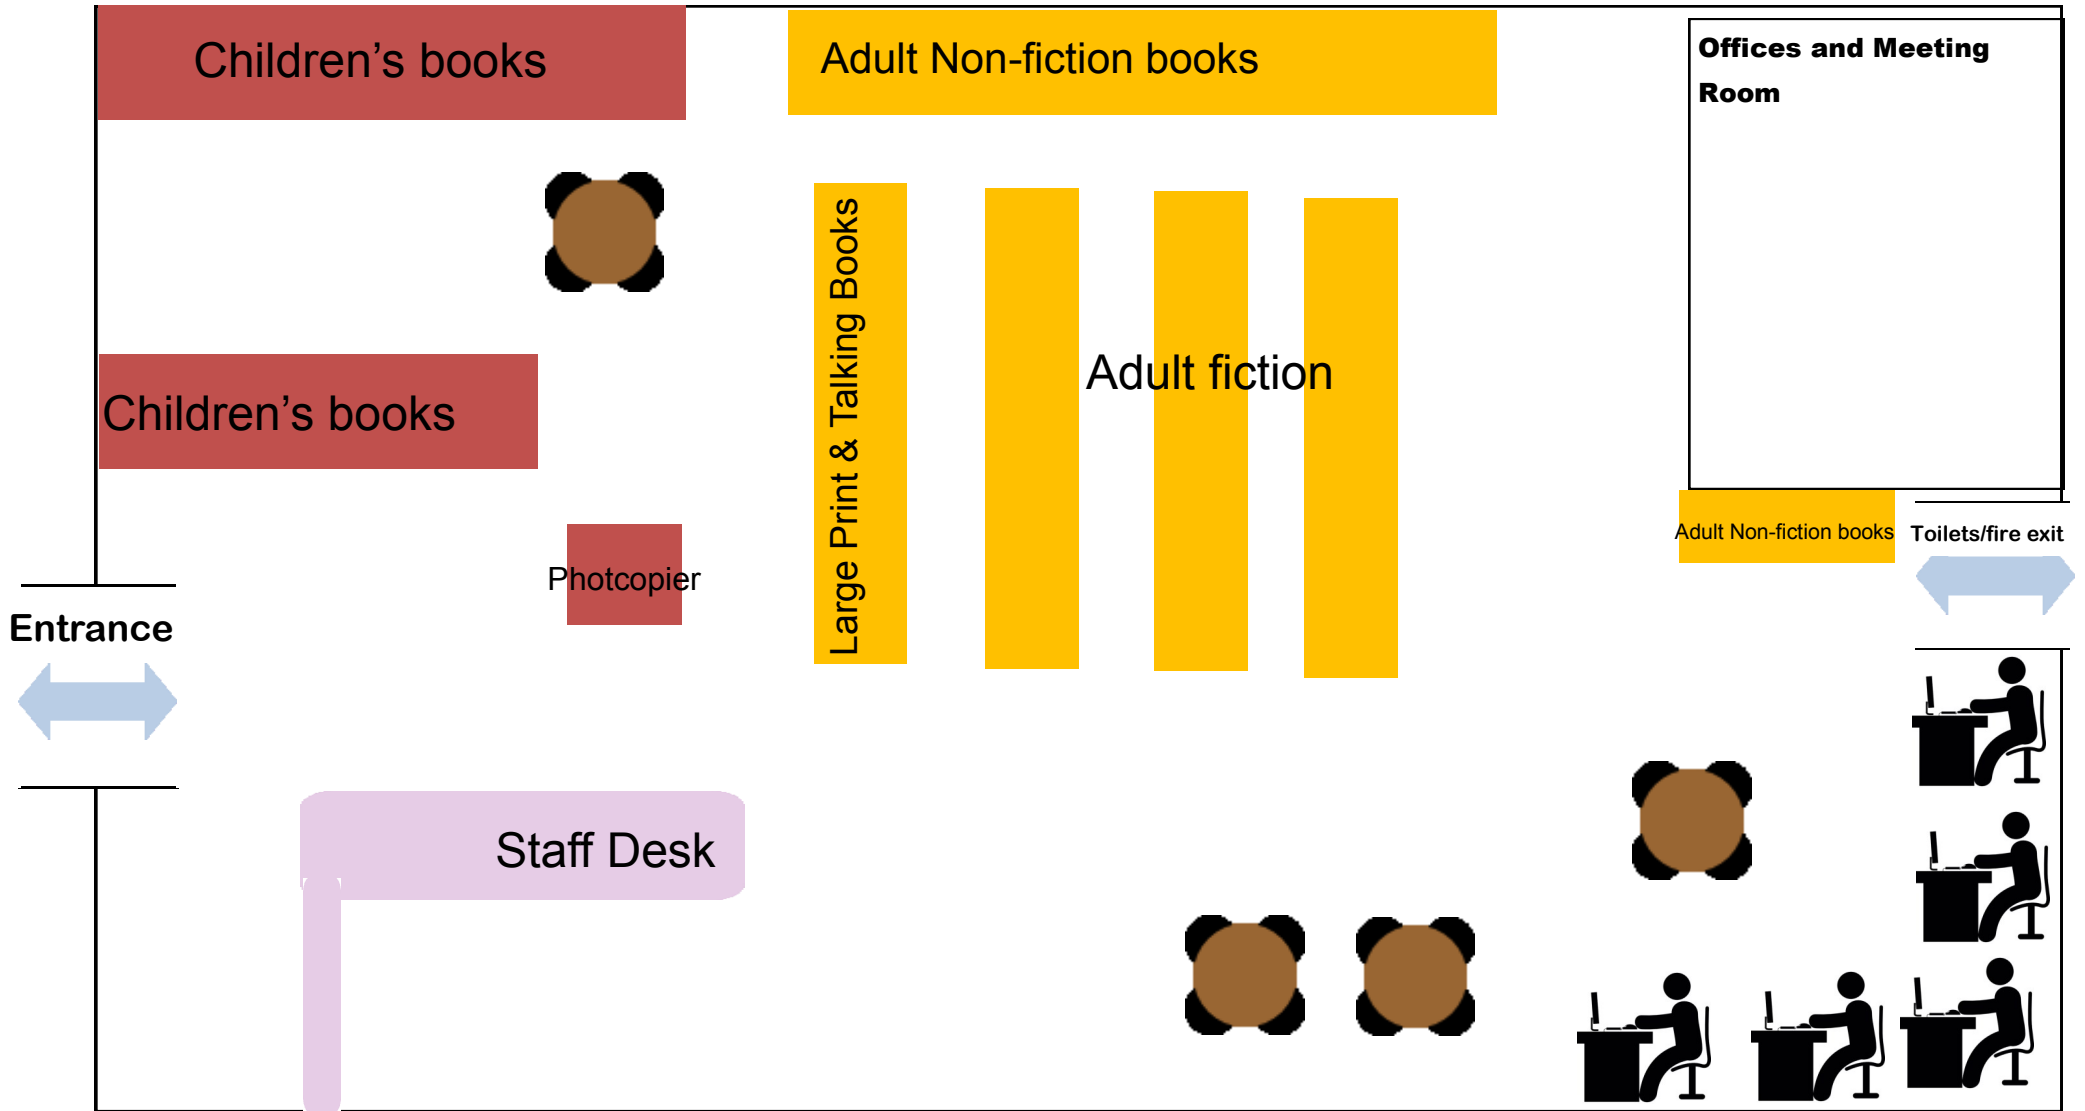 Children’s books
Adult Non-fiction books
Offices and Meeting
Room
Large Print & Talking Books
Adult fiction
Children’s books
Photcopier
Adult Non-fiction books
Toilets/fire exit
Entrance
Staff Desk